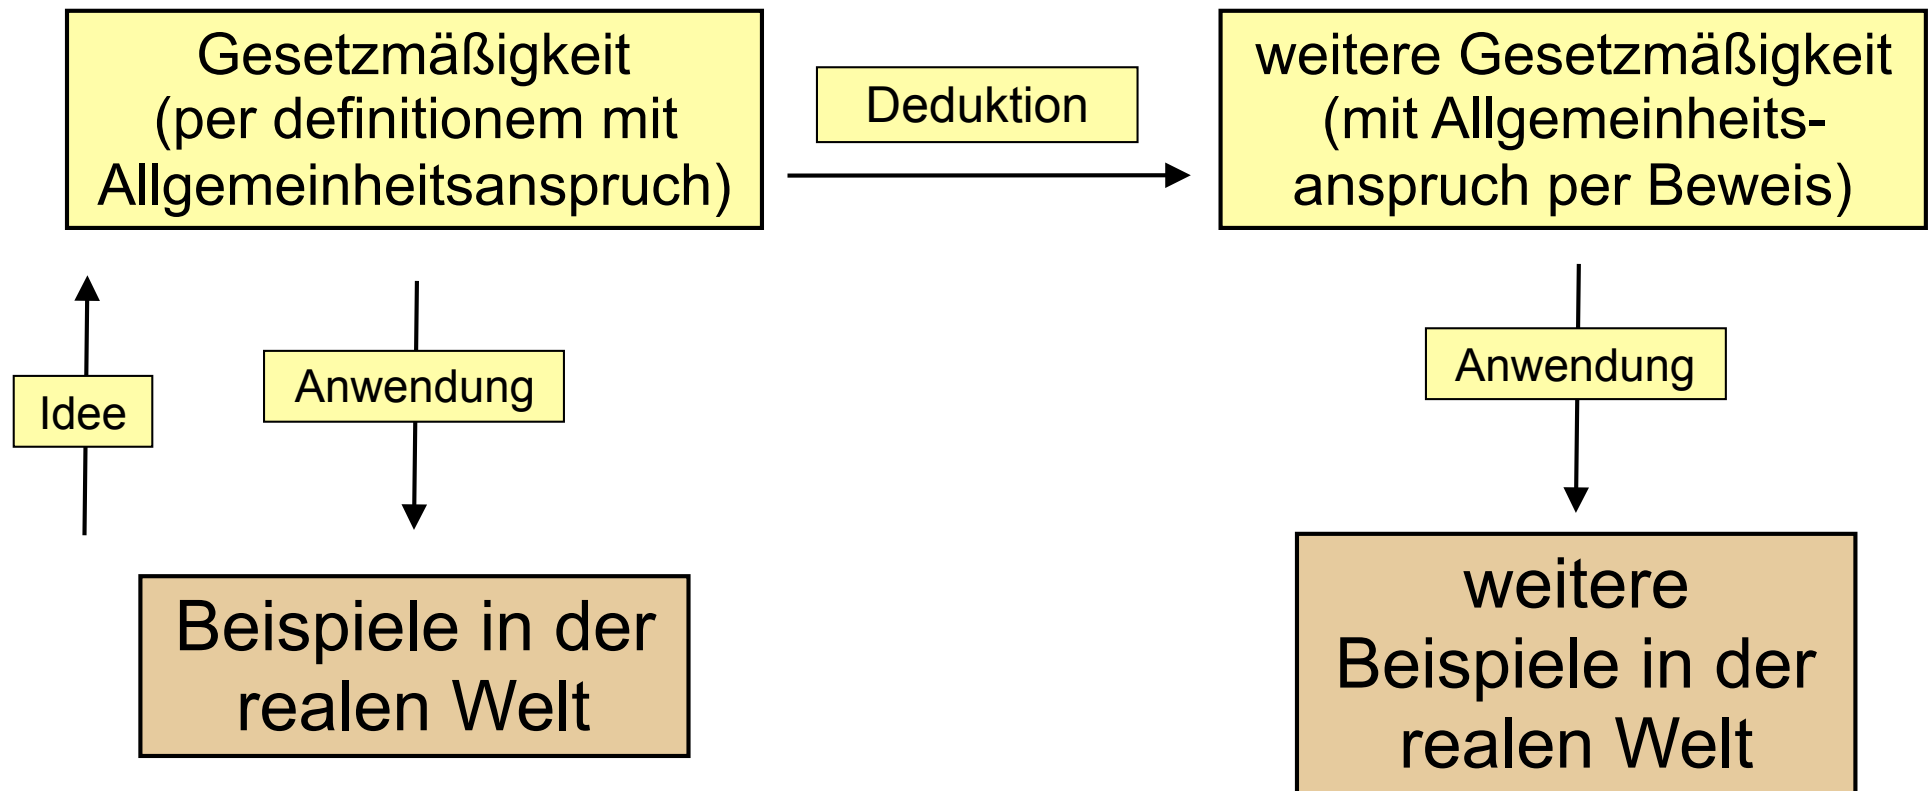 Gesetzmäßigkeit
(per definitionem mit
Allgemeinheitsanspruch)
Deduktion
weitere Gesetzmäßigkeit
(mit Allgemeinheits-
anspruch per Beweis)
Idee
Anwendung
Anwendung
Beispiele in der
realen Welt
weitere
Beispiele in der
realen Welt